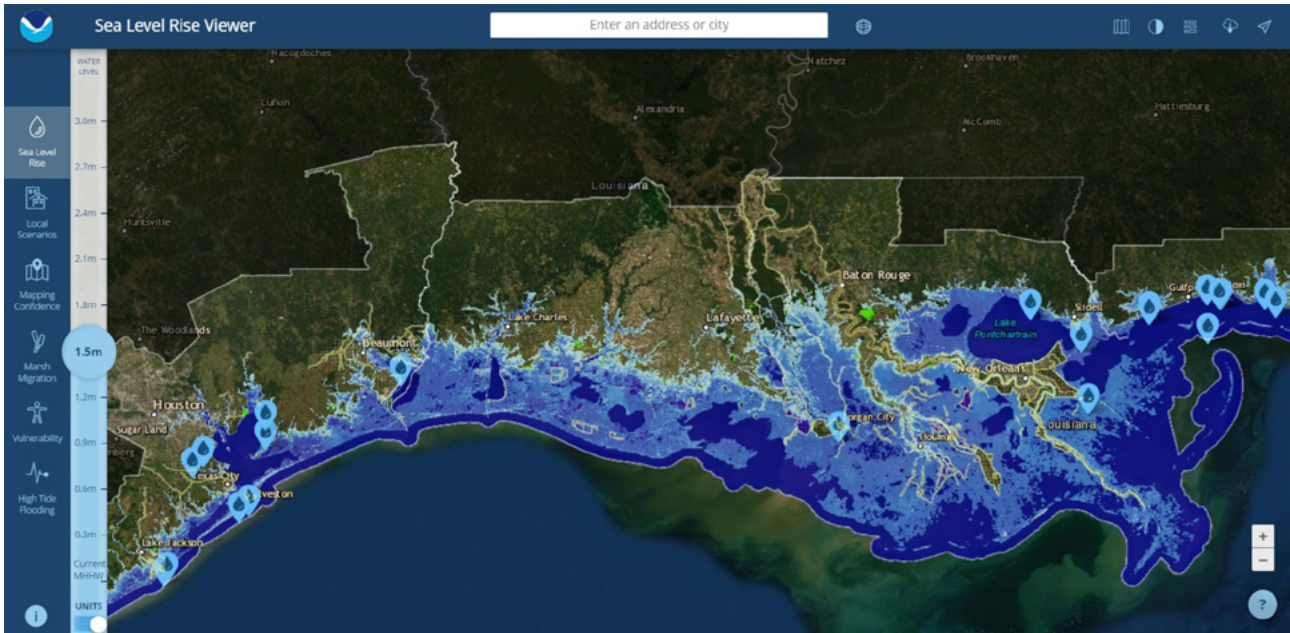 Sea Level Rise Viewer
Enter an address or city
WATER
LEVEL
3.0m
2.7m
2.4m
2.1m
1.8m
1.5m
1.2m
0.9m
0.6m
0.3m
Current
MHHW
UNITS
Sea Level
Rise
Local
Scenarios
Mapping
Confidence
Marsh
Migration
Vulnerability
High Tide
Flooding
i
Nacogdoches
Natchez
Brookhaven
Lufkin
Alexandria
McComb
Hattiesburg
Louisiana
Huntsville
Baton Rouge
The Woodlands
Lake Charles
Lafayette
Slidell
Lake
Pontchartrain
Beaumont
New Orleans
Houston
Sugar Land
Louisiana
Houma
Lake Jackson
+
−
?